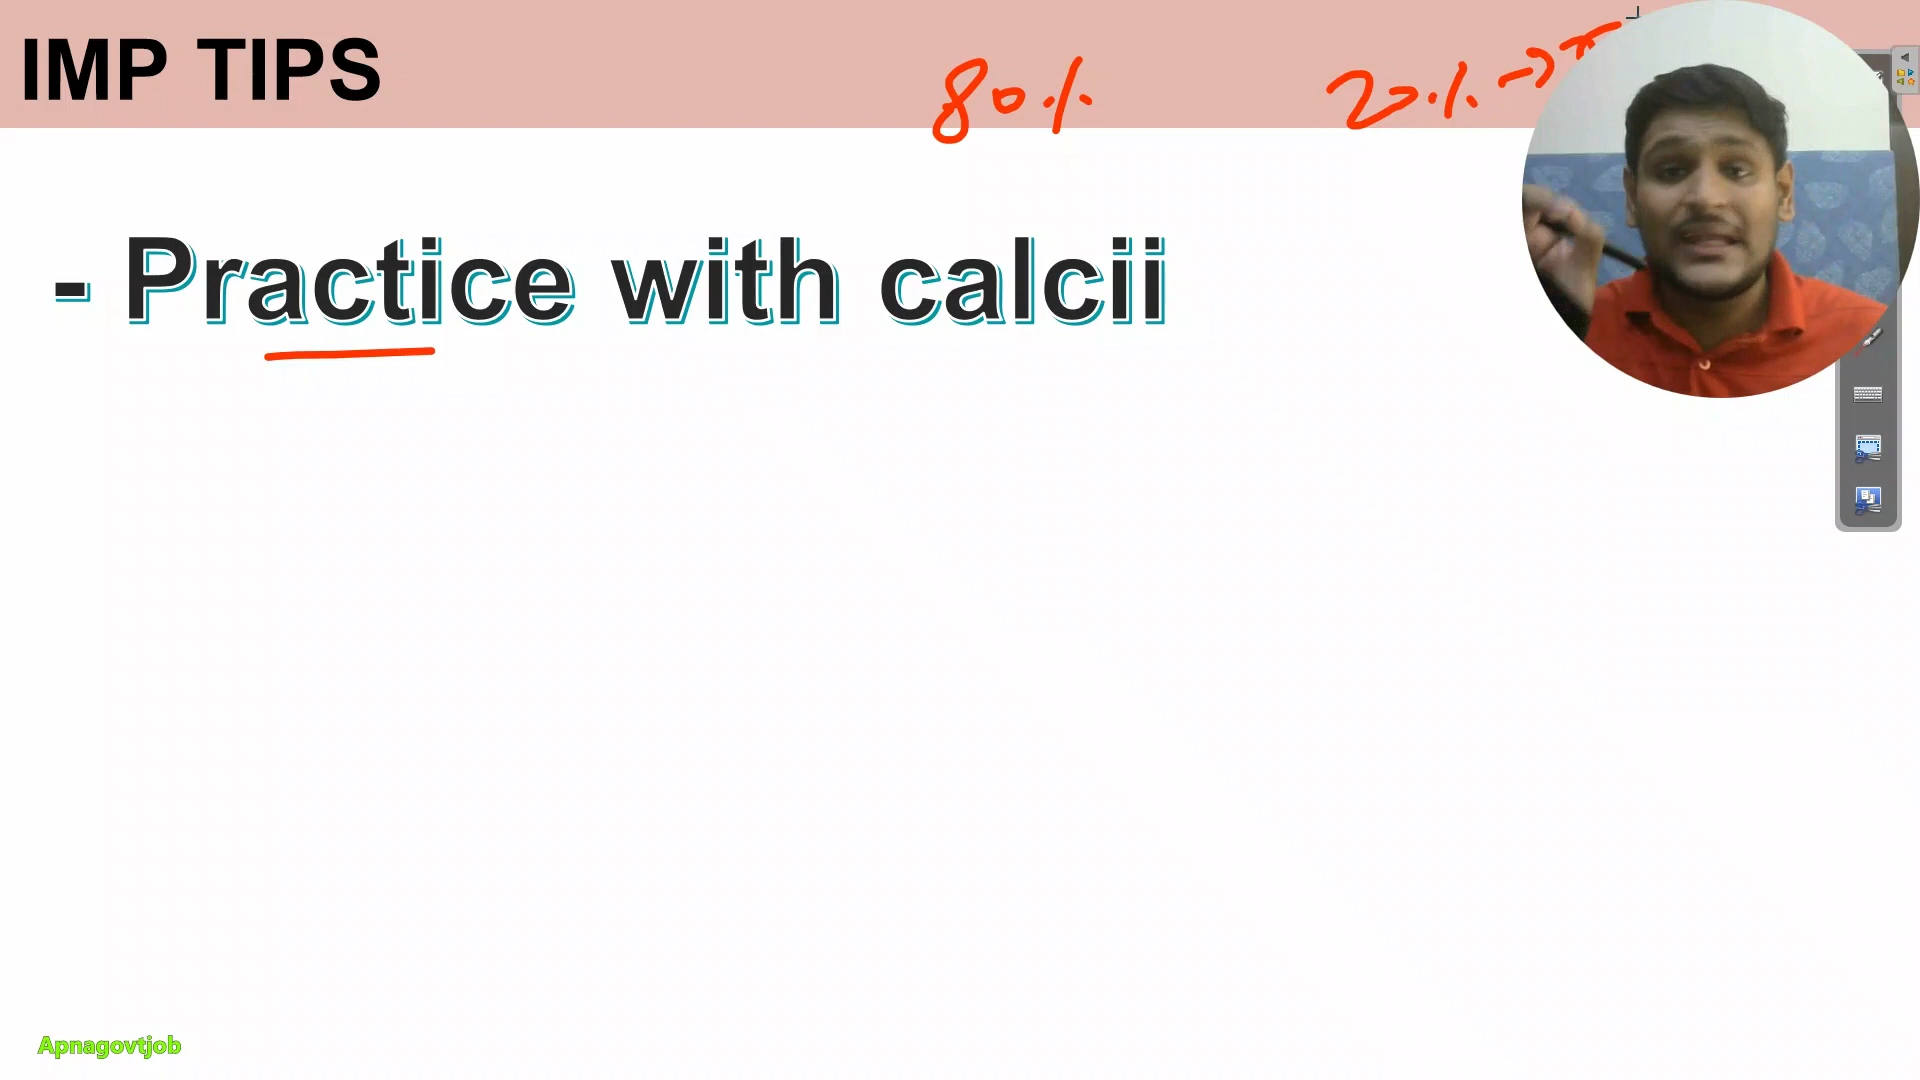 IMP TIPS
80% 20% →
- Practice with calcii
Apnagovtjob